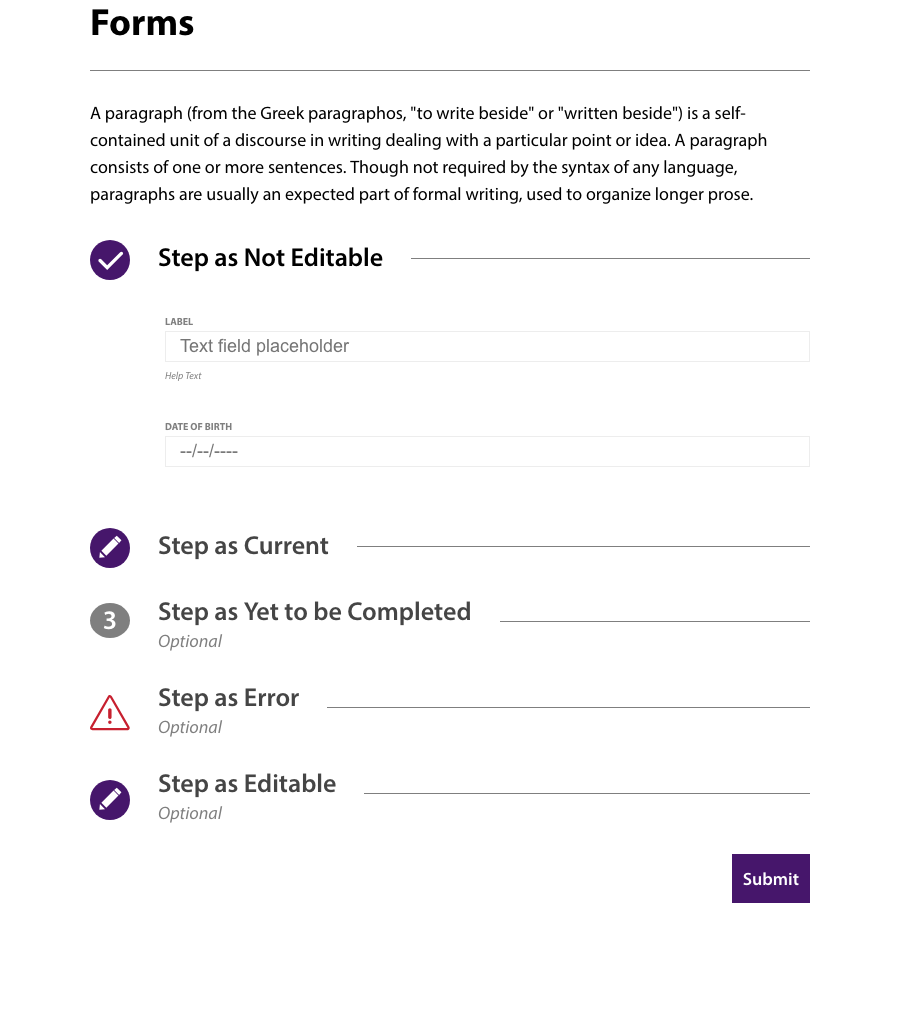 Forms
A paragraph (from the Greek paragraphos, "to write beside" or "written beside") is a self-
contained unit of a discourse in writing dealing with a particular point or idea. A paragraph
consists of one or more sentences. Though not required by the syntax of any language,
paragraphs are usually an expected part of formal writing, used to organize longer prose.
Step as Not Editable
LABEL
Text field placeholder
Help Text
DATE OF BIRTH
--/--/----
Step as Current
3
Step as Yet to be Completed
Optional
Step as Error
Optional
Step as Editable
Optional
Submit